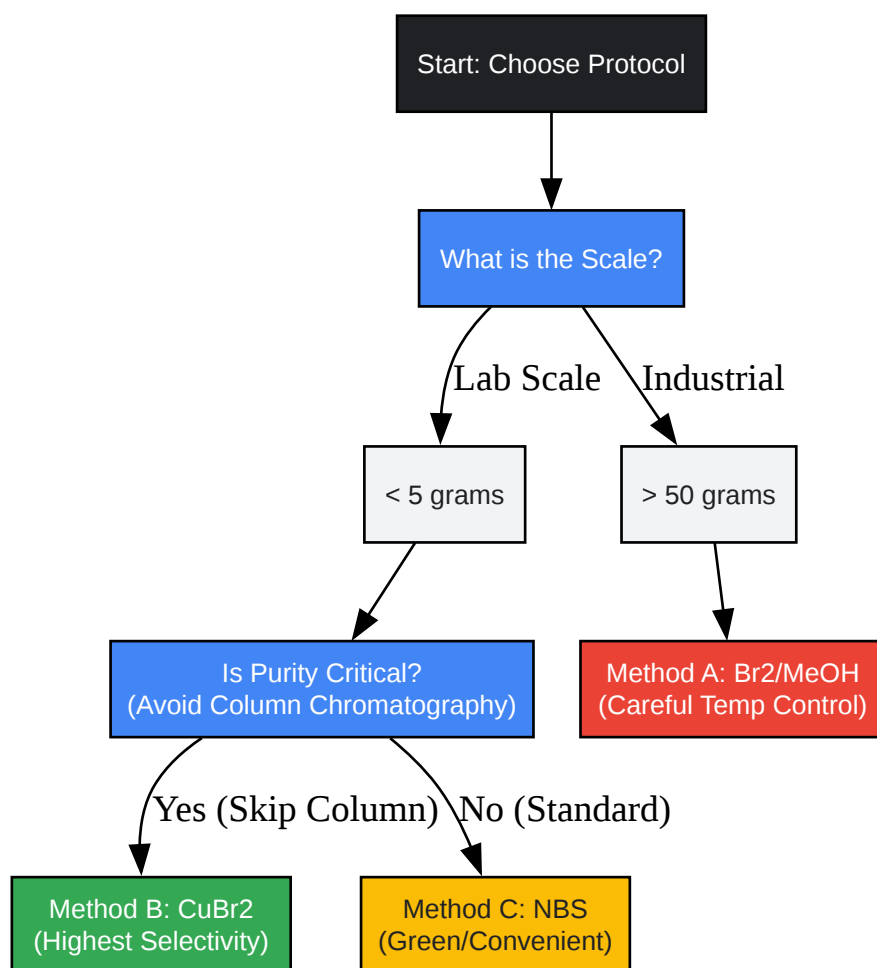 Start: Choose Protocol
What is the Scale?
Lab Scale
Industrial
< 5 grams
> 50 grams
Is Purity Critical?
(Avoid Column Chromatography)
Method A: Br2/MeOH
(Careful Temp Control)
Yes (Skip Column)
No (Standard)
Method B: CuBr2
(Highest Selectivity)
Method C: NBS
(Green/Convenient)